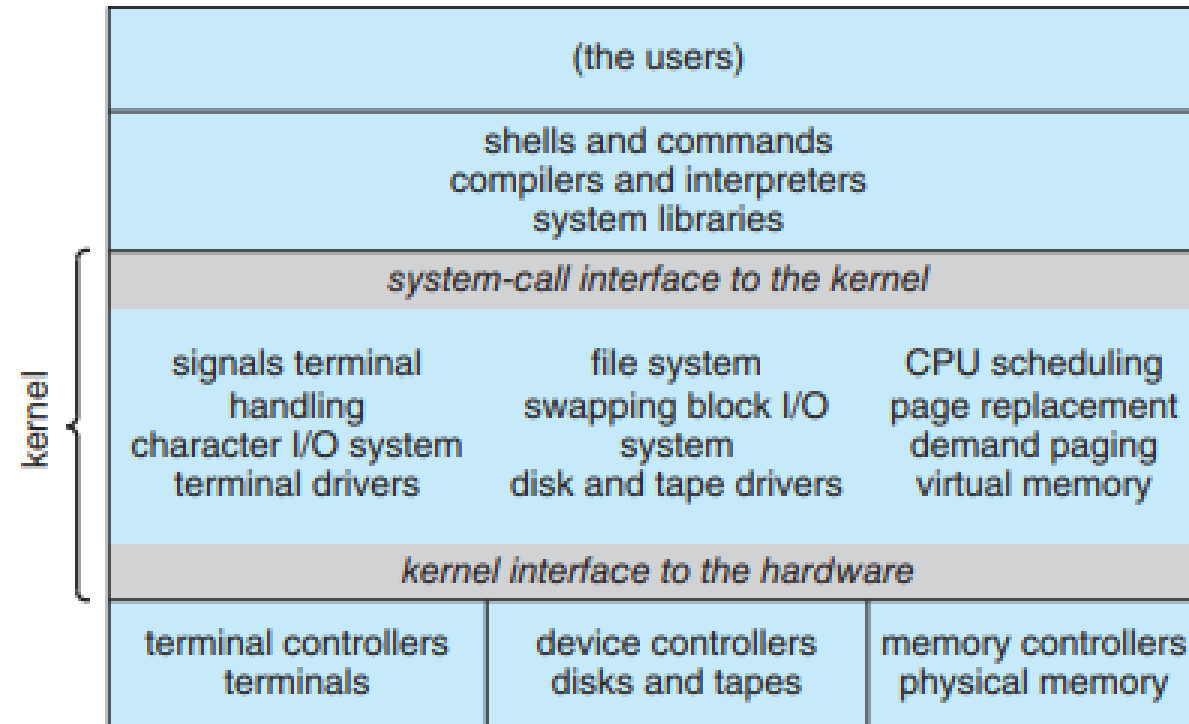 (the users)
shells and commands
compilers and interpreters
system libraries
system-call interface to the kernel
kernel
signals terminal
handling
character I/O system
terminal drivers
file system
swapping block I/O
system
disk and tape drivers
CPU scheduling
page replacement
demand paging
virtual memory
kernel interface to the hardware
terminal controllers
terminals
device controllers
disks and tapes
memory controllers
physical memory